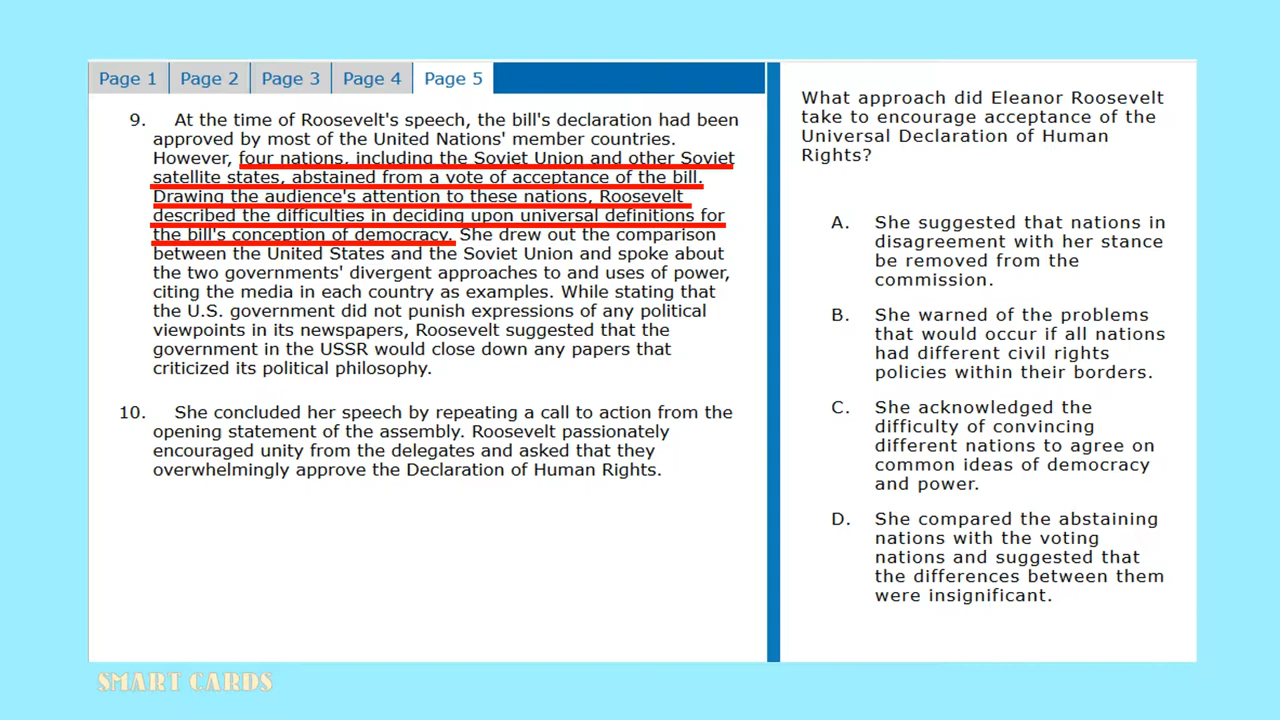 Page 1
Page 2
Page 3
Page 4
Page 5
9. At the time of Roosevelt's speech, the bill's declaration had been
approved by most of the United Nations' member countries.
However, four nations, including the Soviet Union and other Soviet
satellite states, abstained from a vote of acceptance of the bill.
Drawing the audience's attention to these nations, Roosevelt
described the difficulties in deciding upon universal definitions for
the bill's conception of democracy. She drew out the comparison
between the United States and the Soviet Union and spoke about
the two governments' divergent approaches to and uses of power,
citing the media in each country as examples. While stating that
the U.S. government did not punish expressions of any political
viewpoints in its newspapers, Roosevelt suggested that the
government in the USSR would close down any papers that
criticized its political philosophy.
10. She concluded her speech by repeating a call to action from the
opening statement of the assembly. Roosevelt passionately
encouraged unity from the delegates and asked that they
overwhelmingly approve the Declaration of Human Rights.
What approach did Eleanor Roosevelt
take to encourage acceptance of the
Universal Declaration of Human
Rights?
A. She suggested that nations in
disagreement with her stance
be removed from the
commission.
B. She warned of the problems
that would occur if all nations
had different civil rights
policies within their borders.
C. She acknowledged the
difficulty of convincing
different nations to agree on
common ideas of democracy
and power.
D. She compared the abstaining
nations with the voting
nations and suggested that
the differences between them
were insignificant.
SMART CARDS